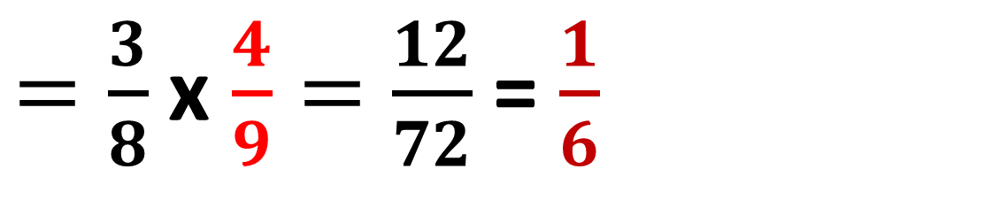 = 3/8 x 4/9 = 12/72 = 1/6